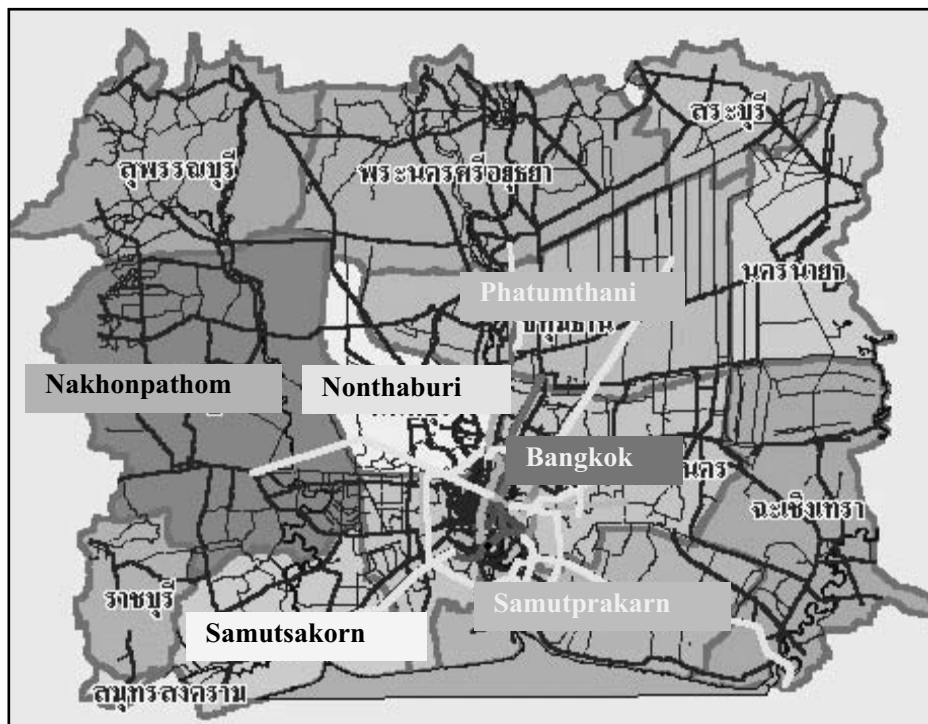 สระบุรี
สุพรรณบุรี
พระนครศรีอยุธยา
นครนายก
Phatumthani
Nakhonpathom
Nonthaburi
Bangkok
นคร
ฉะเชิงเทรา
ราชบุรี
Samutprakarn
Samutsakorn
สมุทรสงคราม